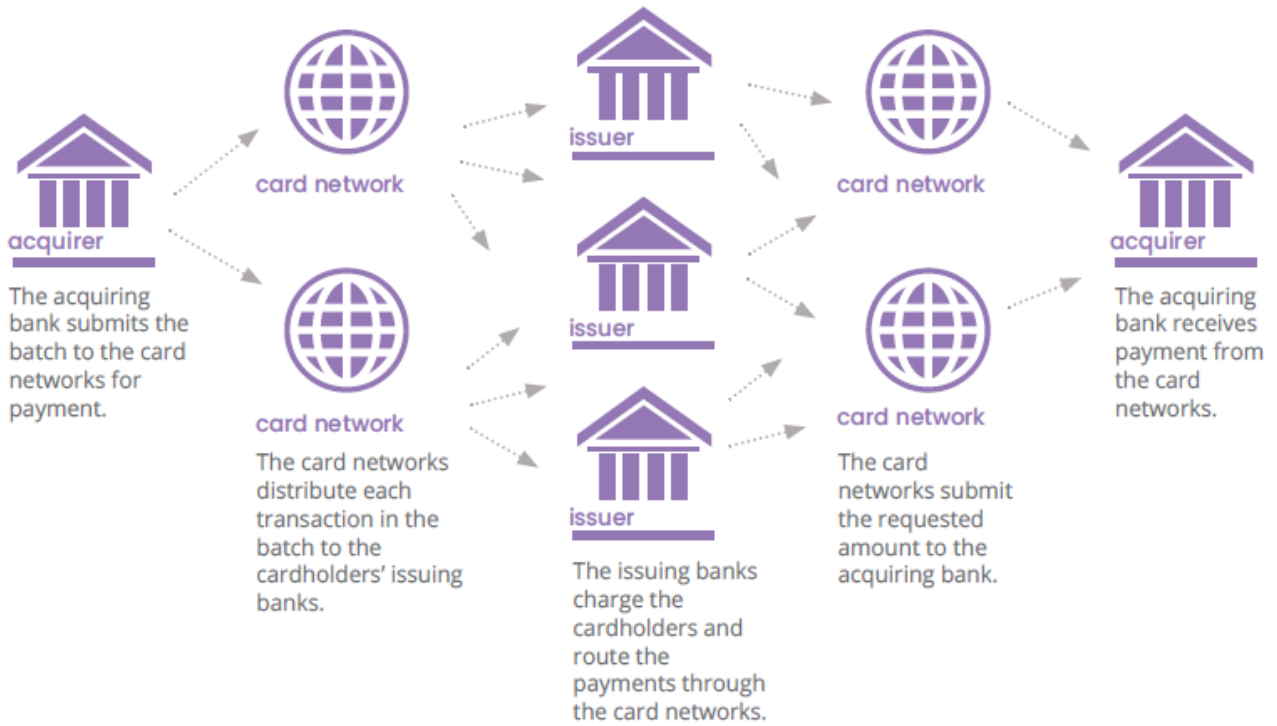 acquirer
The acquiring
bank submits the
batch to the card
networks for
payment.
card network
card network
The card networks
distribute each
transaction in the
batch to the
cardholders’ issuing
banks.
issuer
issuer
issuer
The issuing banks
charge the
cardholders and
route the
payments through
the card networks.
card network
card network
The card
networks submit
the requested
amount to the
acquiring bank.
acquirer
The acquiring
bank receives
payment from
the card
networks.